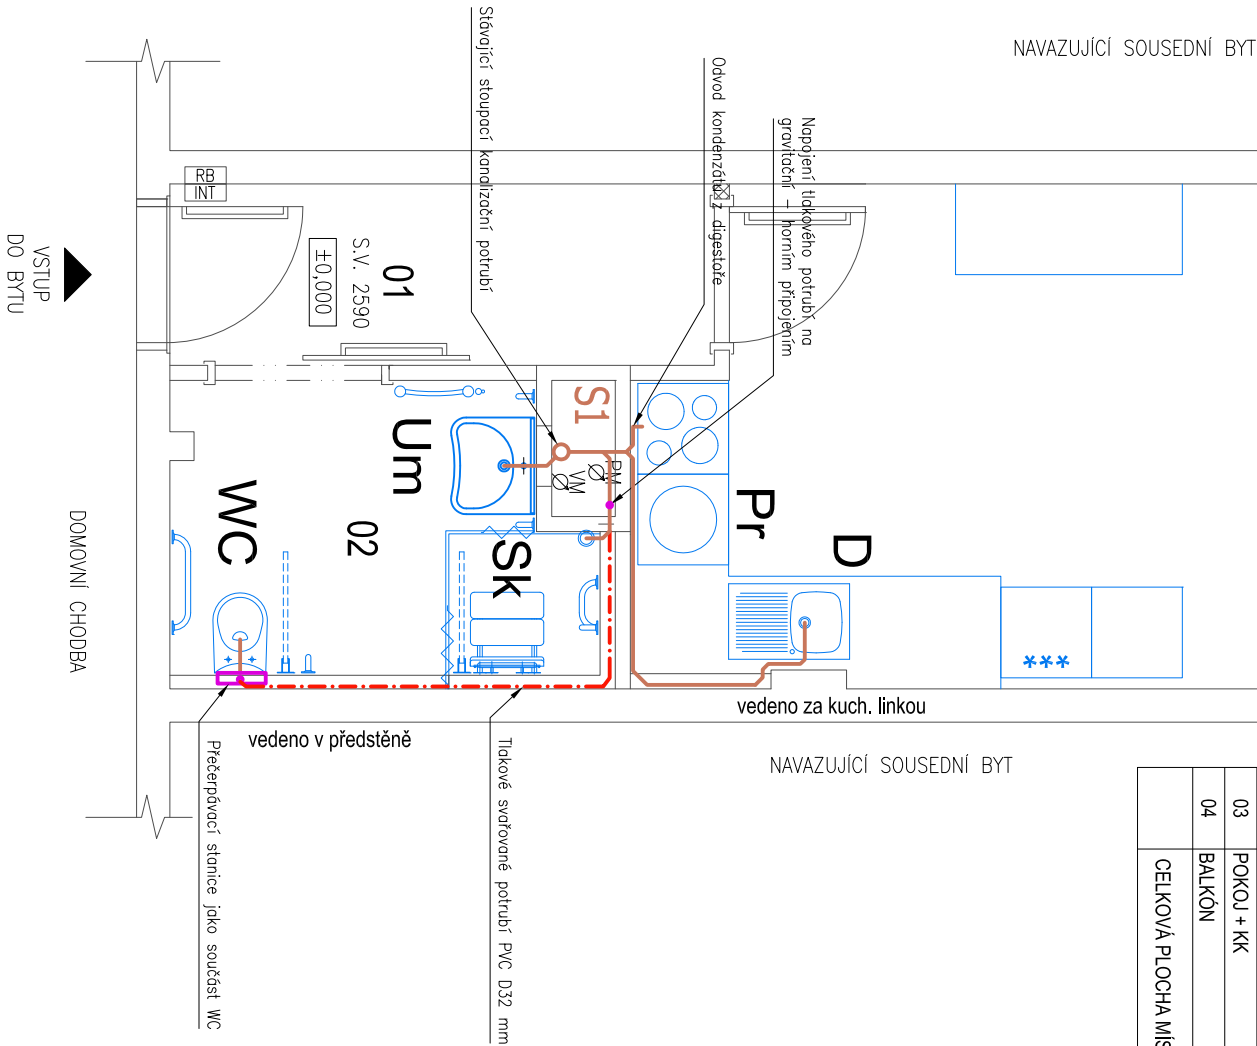 NAVAZUJÍCÍ SOUSEDNÍ BYT
Stávající stoupací kanalizační potrubí
Odvod kondenzátu z digestoře
Napojení tlakového potrubí na
gravitační – horním připojením
RB
INT
VSTUP
DO BYTU
01
S.V. 2590
±0,000
S1
Um
PM
VM
WC
02
Sk
Pr
D
DOMOVNÍ CHODBA
***
vedeno za kuch. linkou
vedeno v předstěně
NAVAZUJÍCÍ SOUSEDNÍ BYT
Přečerpávací stanice jako součást WC
Tlakové svařované potrubí PVC D32 mm
03 POKOJ + KK
04 BALKÓN
CELKOVÁ PLOCHA MÍS